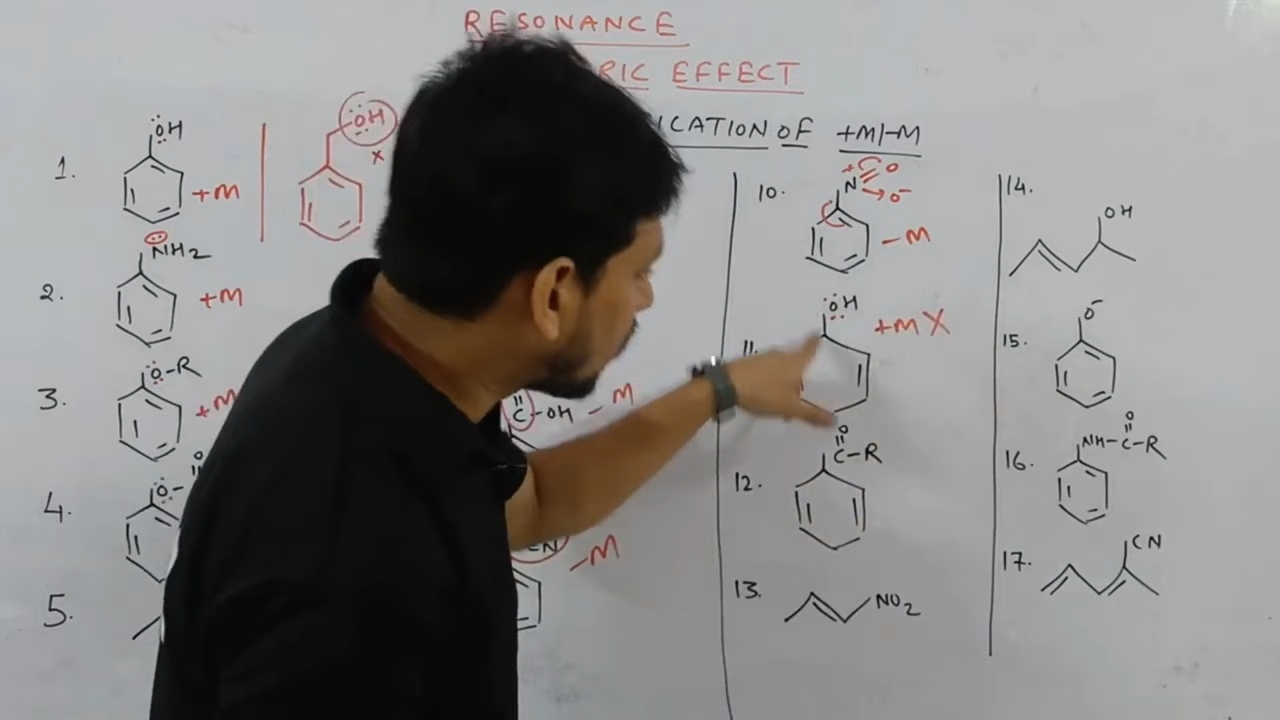 RESONANCE
RIC EFFECT
ICATION OF +M/-M
1. ÖH +M
OH x
2. NH2 +M
3. O-R +M
4. O-
5.
C-OH -M
CN -M
10. N + O O- -M
11. OH +M X
12. O C-R
13. NO2
14. OH
15. O-
16. NH-C-R O
17. CN